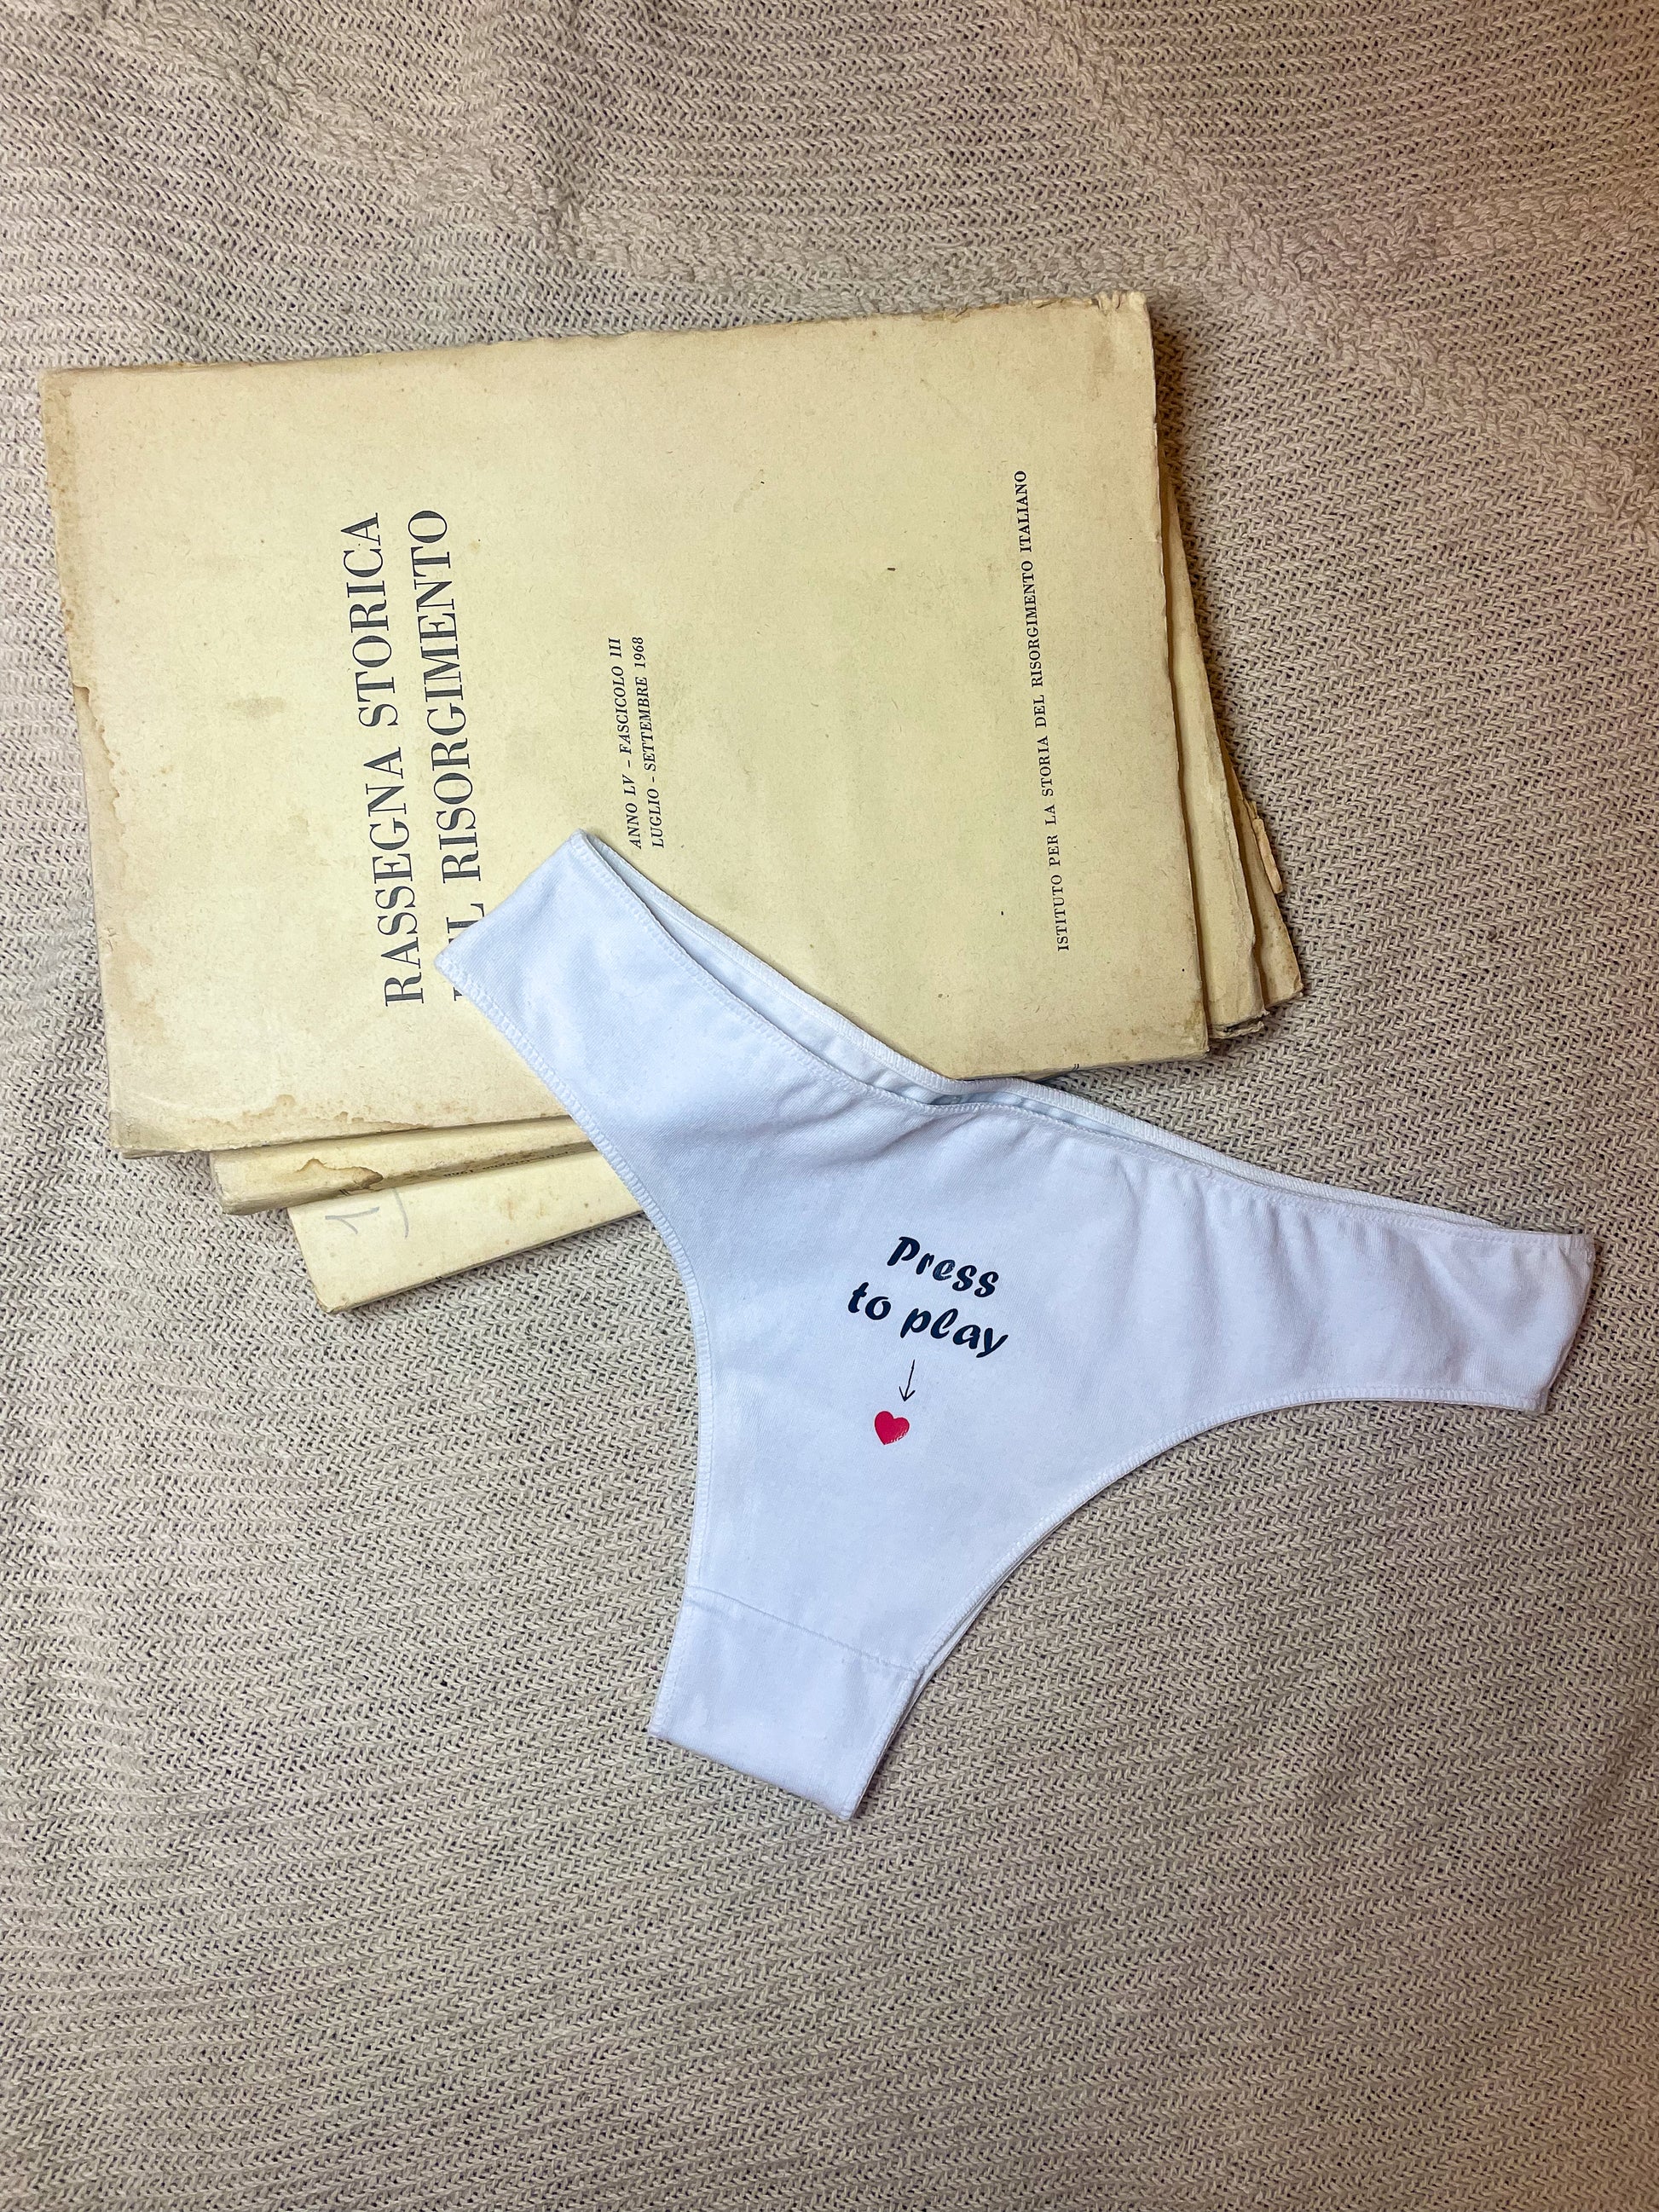 RASSEGNA STORICA
RISORGIMENTO
ANNO LV - FASCICOLO III
LUGLIO - SETTEMBRE 1968
ISTITUTO PER LA STORIA DEL RISORGIMENTO ITALIANO
Press
to play